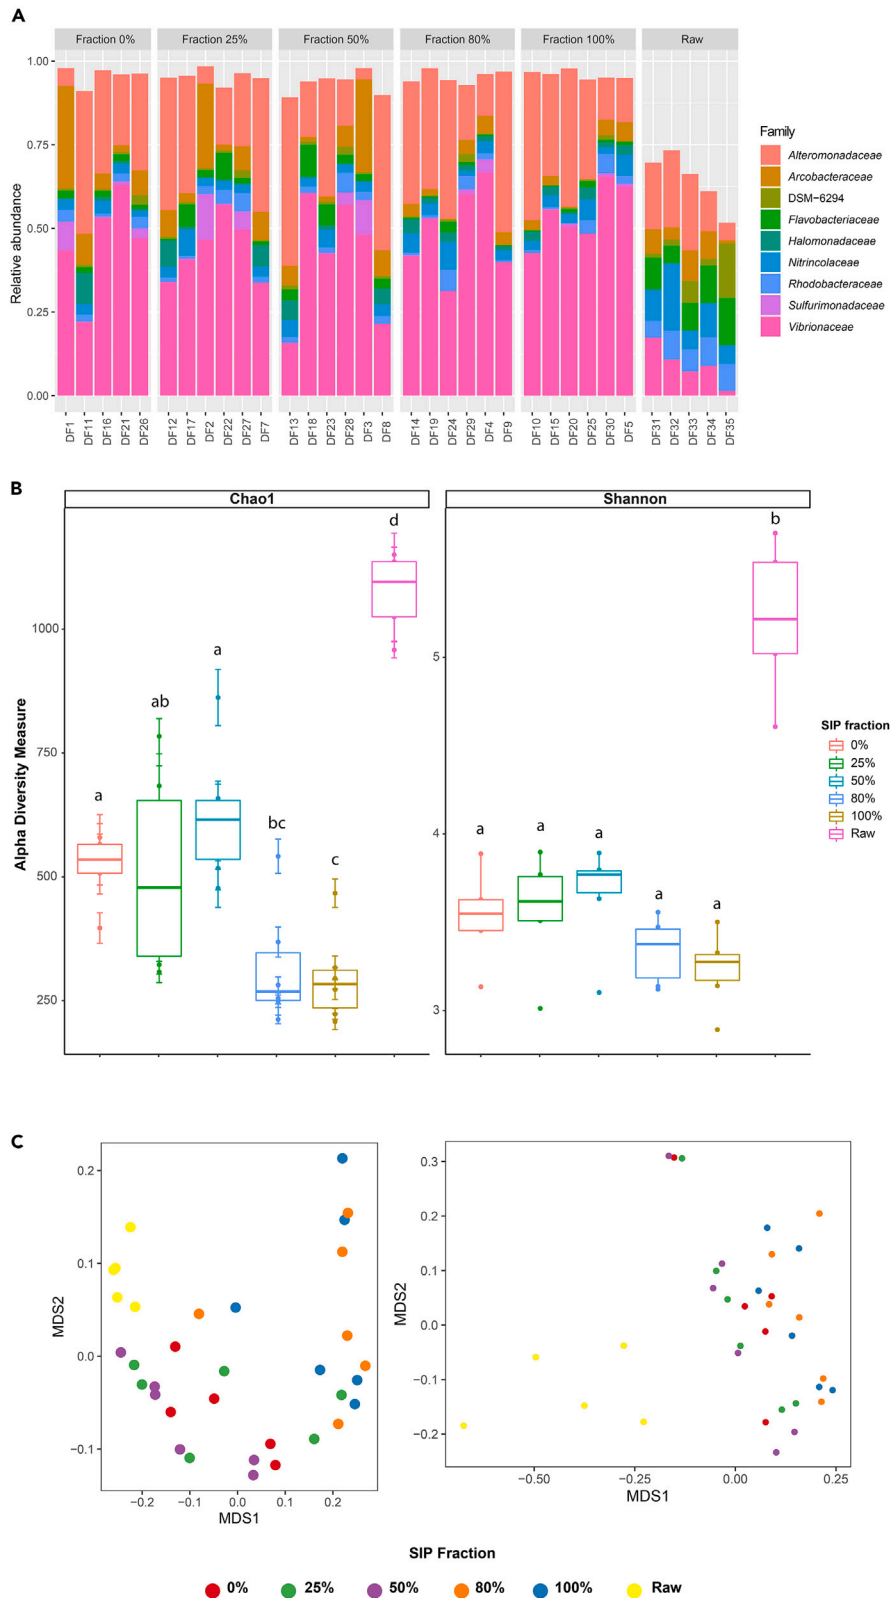 A
Fraction 0% Fraction 25% Fraction 50% Fraction 80% Fraction 100% Raw
1.00
0.75
0.50
0.25
0.00
Relative abundance
DF1 DF11 DF16 DF21 DF26 DF12 DF17 DF2 DF22 DF27 DF7 DF13 DF18 DF23 DF28 DF3 DF8 DF14 DF19 DF24 DF29 DF4 DF9 DF10 DF15 DF20 DF25 DF30 DF5 DF31 DF32 DF33 DF34 DF35
Family
Alteromonadaceae
Arcobacteraceae
DSM-6294
Flavobacteriaceae
Halomonadaceae
Nitrincolaceae
Rhodobacteraceae
Sulfurimonadaceae
Vibrionaceae
B
Chao1 Shannon
Alpha Diversity Measure
1000
750
500
250
a ab a bc c d
5
4
3
a a a a a b
SIP fraction
0%
25%
50%
80%
100%
Raw
C
MDS2
0.2
0.1
0.0
−0.1
−0.2 −0.1 0.0 0.1 0.2
MDS1
MDS2
0.3
0.2
0.1
0.0
−0.1
−0.2
−0.50 −0.25 0.00 0.25
MDS1
SIP Fraction
0% 25% 50% 80% 100% Raw